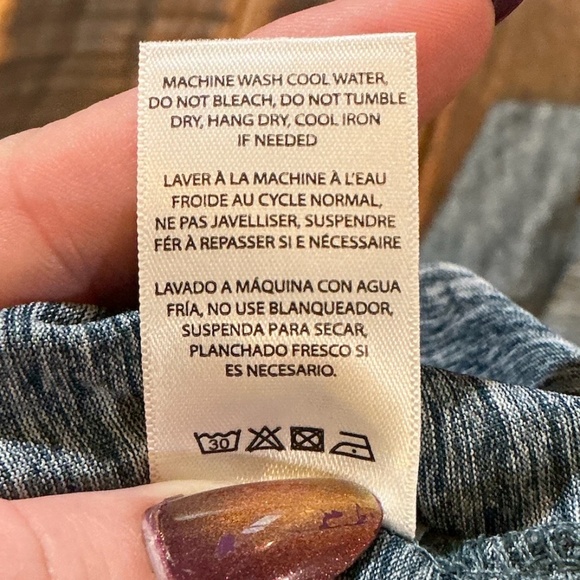 MACHINE WASH COOL WATER,
DO NOT BLEACH, DO NOT TUMBLE
DRY, HANG DRY, COOL IRON
IF NEEDED
LAVER À LA MACHINE À L'EAU
FROIDE AU CYCLE NORMAL,
NE PAS JAVELLISER, SUSPENDRE
FÉR À REPASSER SI E NÉCESSAIRE
LAVADO A MÁQUINA CON AGUA
FRÍA, NO USE BLANQUEADOR,
SUSPENDA PARA SECAR,
PLANCHADO FRESCO SI
ES NECESARIO.
30